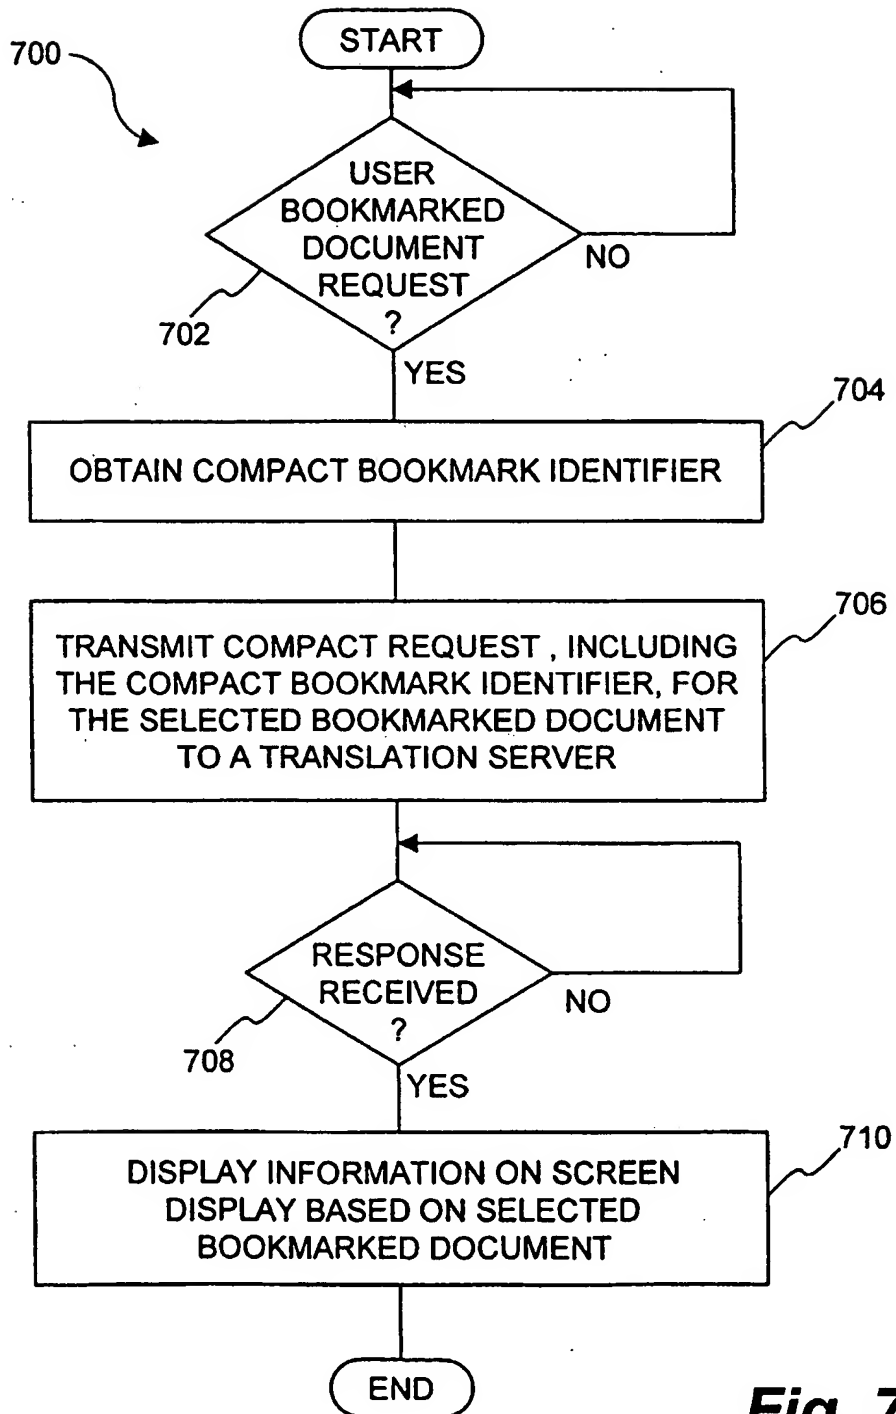 START
700
USER
BOOKMARKED
DOCUMENT
REQUEST
?
NO
702
YES
704
OBTAIN COMPACT BOOKMARK IDENTIFIER
706
TRANSMIT COMPACT REQUEST , INCLUDING
THE COMPACT BOOKMARK IDENTIFIER, FOR
THE SELECTED BOOKMARKED DOCUMENT
TO A TRANSLATION SERVER
RESPONSE
RECEIVED
?
NO
708
YES
710
DISPLAY INFORMATION ON SCREEN
DISPLAY BASED ON SELECTED
BOOKMARKED DOCUMENT
END
Fig. 7